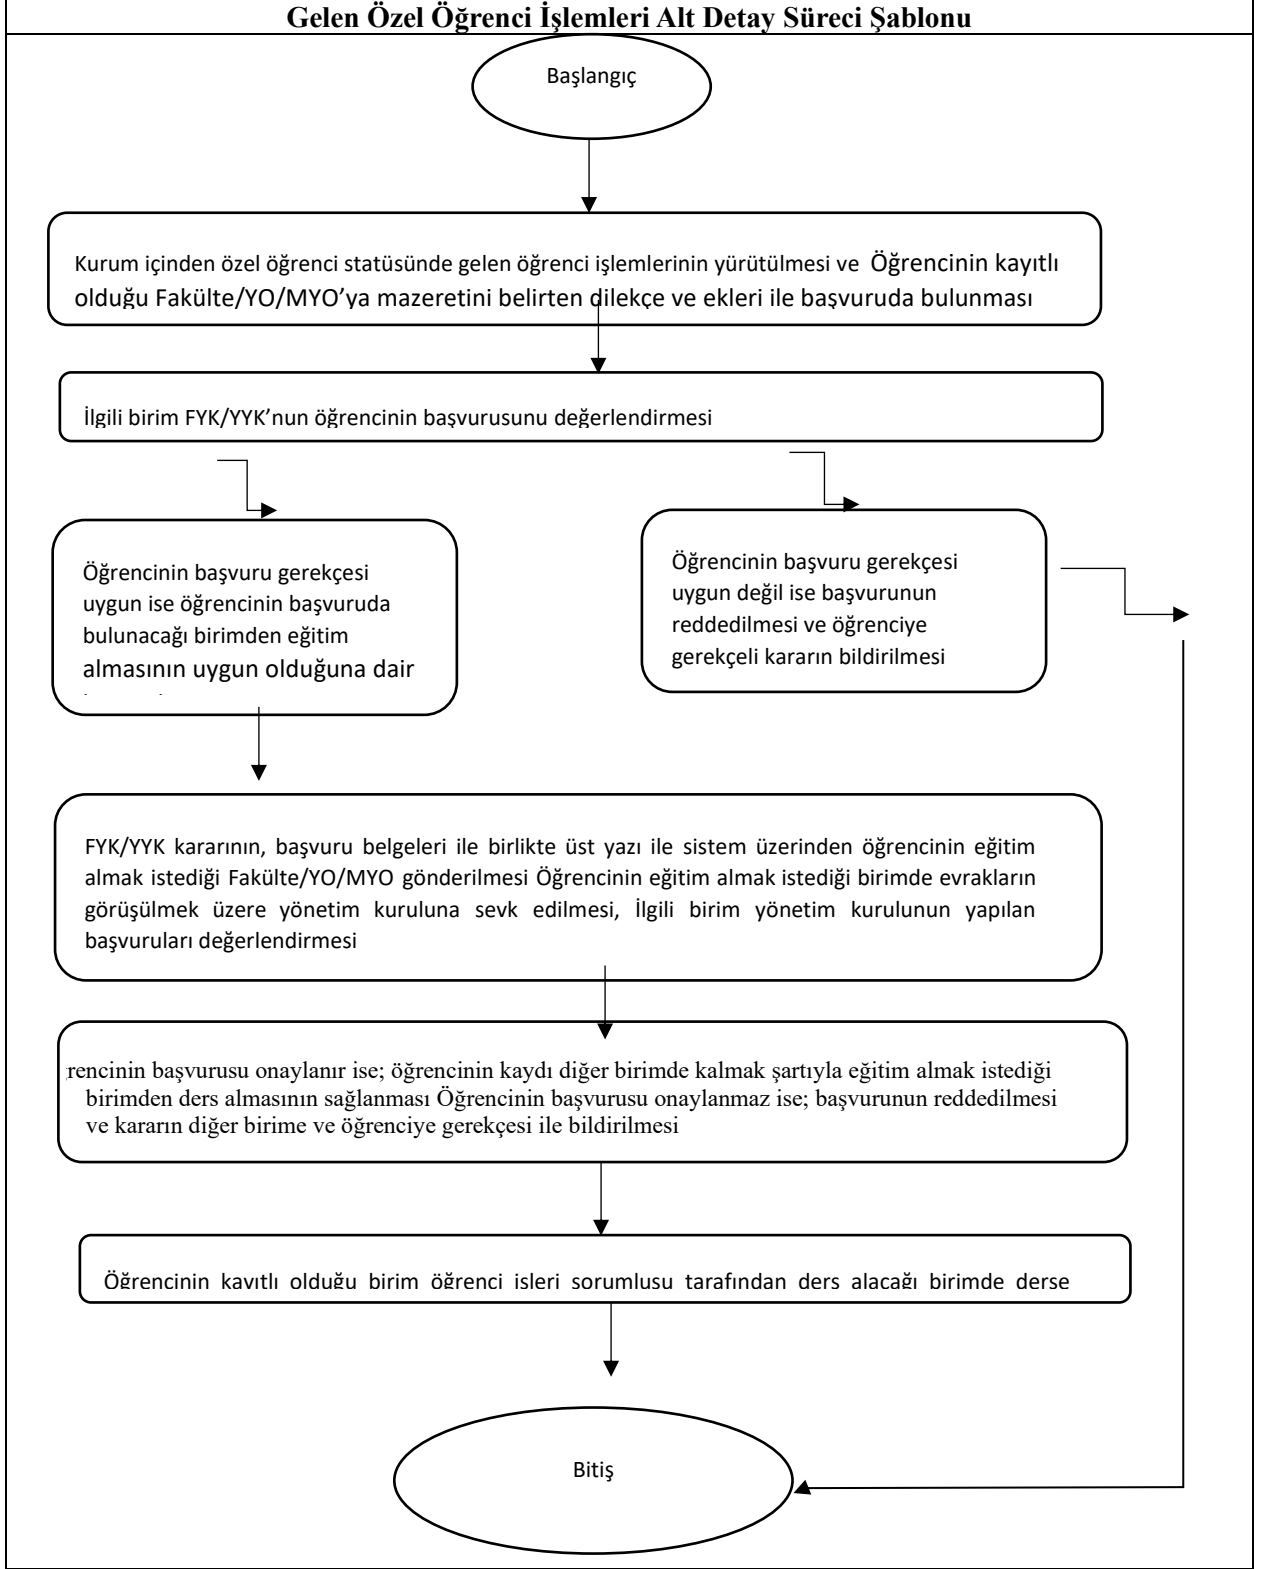 Gelen Özel Öğrenci İşlemleri Alt Detay Süreci Şablonu
Başlangıç
Kurum içinden özel öğrenci statüsünde gelen öğrenci işlemlerinin yürütülmesi ve Öğrencinin kayıtlı
olduğu Fakülte/YO/MYO’ya mazeretini belirten dilekçe ve ekleri ile başvuruda bulunması
İlgili birim FYK/YYK’nun öğrencinin başvurusunu değerlendirmesi
Öğrencinin başvuru gerekçesi
uygun ise öğrencinin başvuruda
bulunacağı birimden eğitim
almasının uygun olduğuna dair
Öğrencinin başvuru gerekçesi
uygun değil ise başvurunun
reddedilmesi ve öğrenciye
gerekçeli kararın bildirilmesi
FYK/YYK kararının, başvuru belgeleri ile birlikte üst yazı ile sistem üzerinden öğrencinin eğitim
almak istediği Fakülte/YO/MYO gönderilmesi Öğrencinin eğitim almak istediği birimde evrakların
görüşülmek üzere yönetim kuruluna sevk edilmesi, İlgili birim yönetim kurulunun yapılan
başvuruları değerlendirmesi
rencinin başvurusu onaylanır ise; öğrencinin kaydı diğer birimde kalmak şartıyla eğitim almak istediği
birimden ders almasının sağlanması Öğrencinin başvurusu onaylanmaz ise; başvurunun reddedilmesi
ve kararın diğer birime ve öğrenciye gerekçesi ile bildirilmesi
Öğrencinin kayıtlı olduğu birim öğrenci işleri sorumlusu tarafından ders alacağı birimde derse
Bitiş